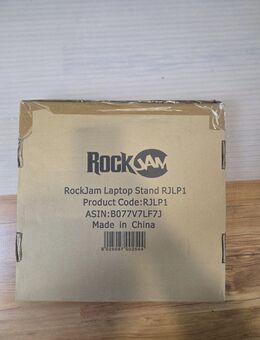 ROCKJAM
RockJam Laptop Stand RJLP1
Product Code:RJLP1
ASIN:B077V7LF7J
Made in China